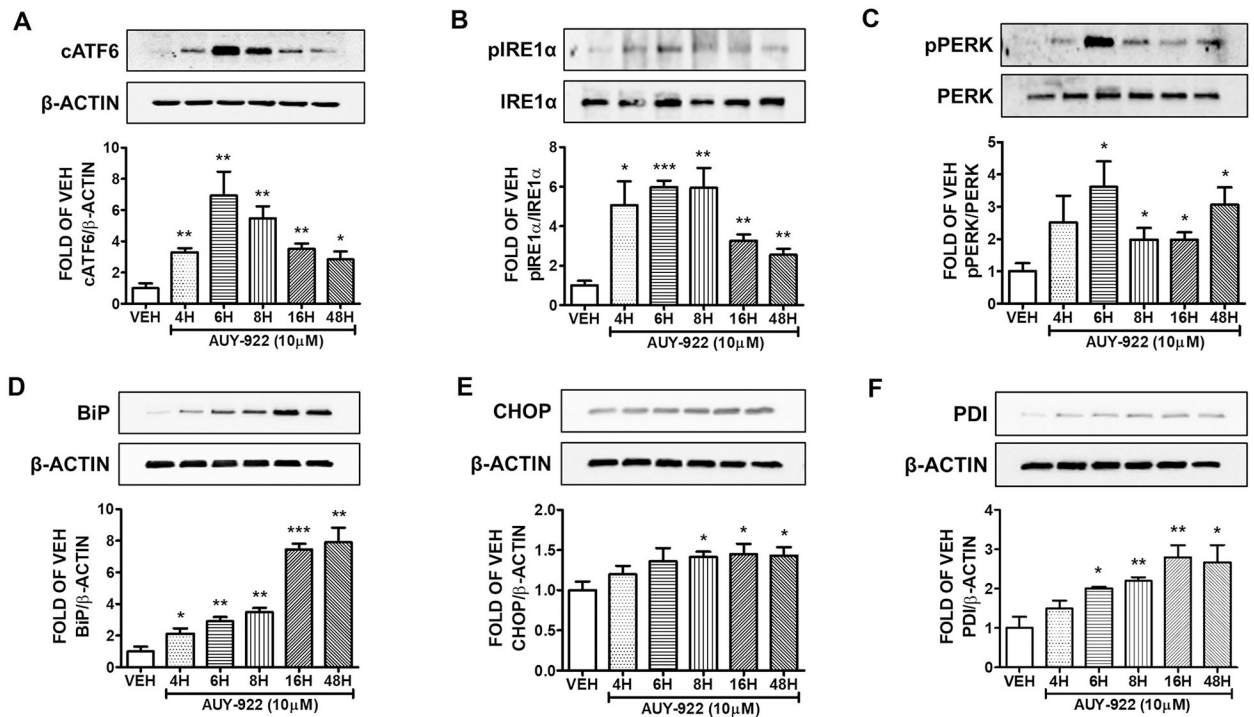 A
cATF6
β-ACTIN
FOLD OF VEH
cATF6/β-ACTIN
10
8
6
4
2
0
** ** ** ** *
VEH 4H 6H 8H 16H 48H
AUY-922 (10μM)
B
pIRE1α
IRE1α
FOLD OF VEH
pIRE1α/IRE1α
8
6
4
2
0
* *** ** ** **
VEH 4H 6H 8H 16H 48H
AUY-922 (10μM)
C
pPERK
PERK
FOLD OF VEH
pPERK/PERK
5
4
3
2
1
0
* * * *
VEH 4H 6H 8H 16H 48H
AUY-922 (10μM)
D
BiP
β-ACTIN
FOLD OF VEH
BiP/β-ACTIN
10
8
6
4
2
0
* ** ** *** **
VEH 4H 6H 8H 16H 48H
AUY-922 (10μM)
E
CHOP
β-ACTIN
FOLD OF VEH
CHOP/β-ACTIN
2.0
1.5
1.0
0.5
0.0
* * *
VEH 4H 6H 8H 16H 48H
AUY-922 (10μM)
F
PDI
β-ACTIN
FOLD OF VEH
PDI/β-ACTIN
4
3
2
1
0
* ** ** *
VEH 4H 6H 8H 16H 48H
AUY-922 (10μM)